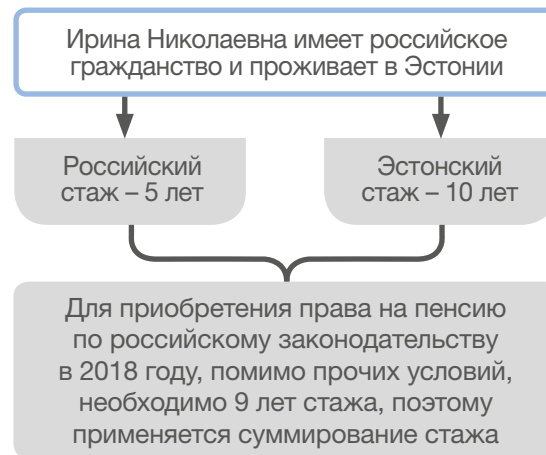 Ирина Николаевна имеет российское
гражданство и проживает в Эстонии
Российский
стаж – 5 лет
Эстонский
стаж – 10 лет
Для приобретения права на пенсию
по российскому законодательству
в 2018 году, помимо прочих условий,
необходимо 9 лет стажа, поэтому
применяется суммирование стажа